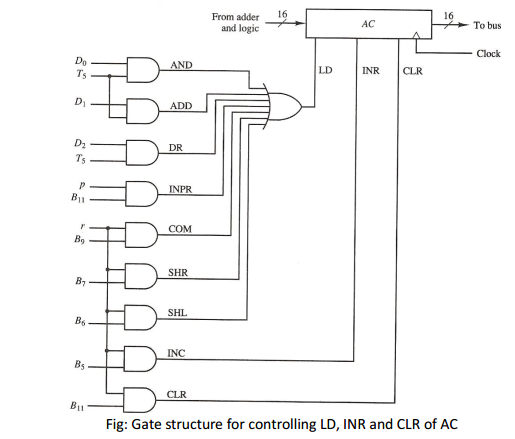 From adder
and logic
16
AC
16
To bus
Clock
LD
INR
CLR
D0
T5
AND
D1
ADD
D2
T5
DR
p
B11
INPR
r
B9
COM
B7
SHR
B6
SHL
B5
INC
B11
CLR
Fig: Gate structure for controlling LD, INR and CLR of AC